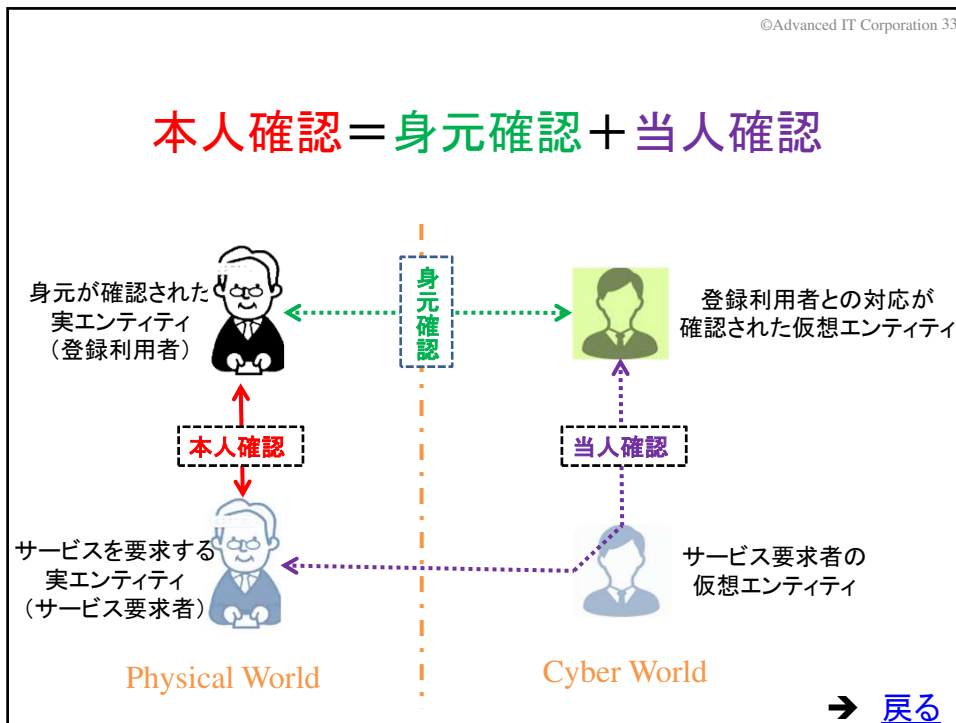 ©Advanced IT Corporation 33
本人確認＝身元確認＋当人確認
身元が確認された
実エンティティ
（登録利用者）
身元確認
登録利用者との対応が
確認された仮想エンティティ
本人確認
当人確認
サービスを要求する
実エンティティ
（サービス要求者）
サービス要求者の
仮想エンティティ
Physical World
Cyber World
➔ 戻る